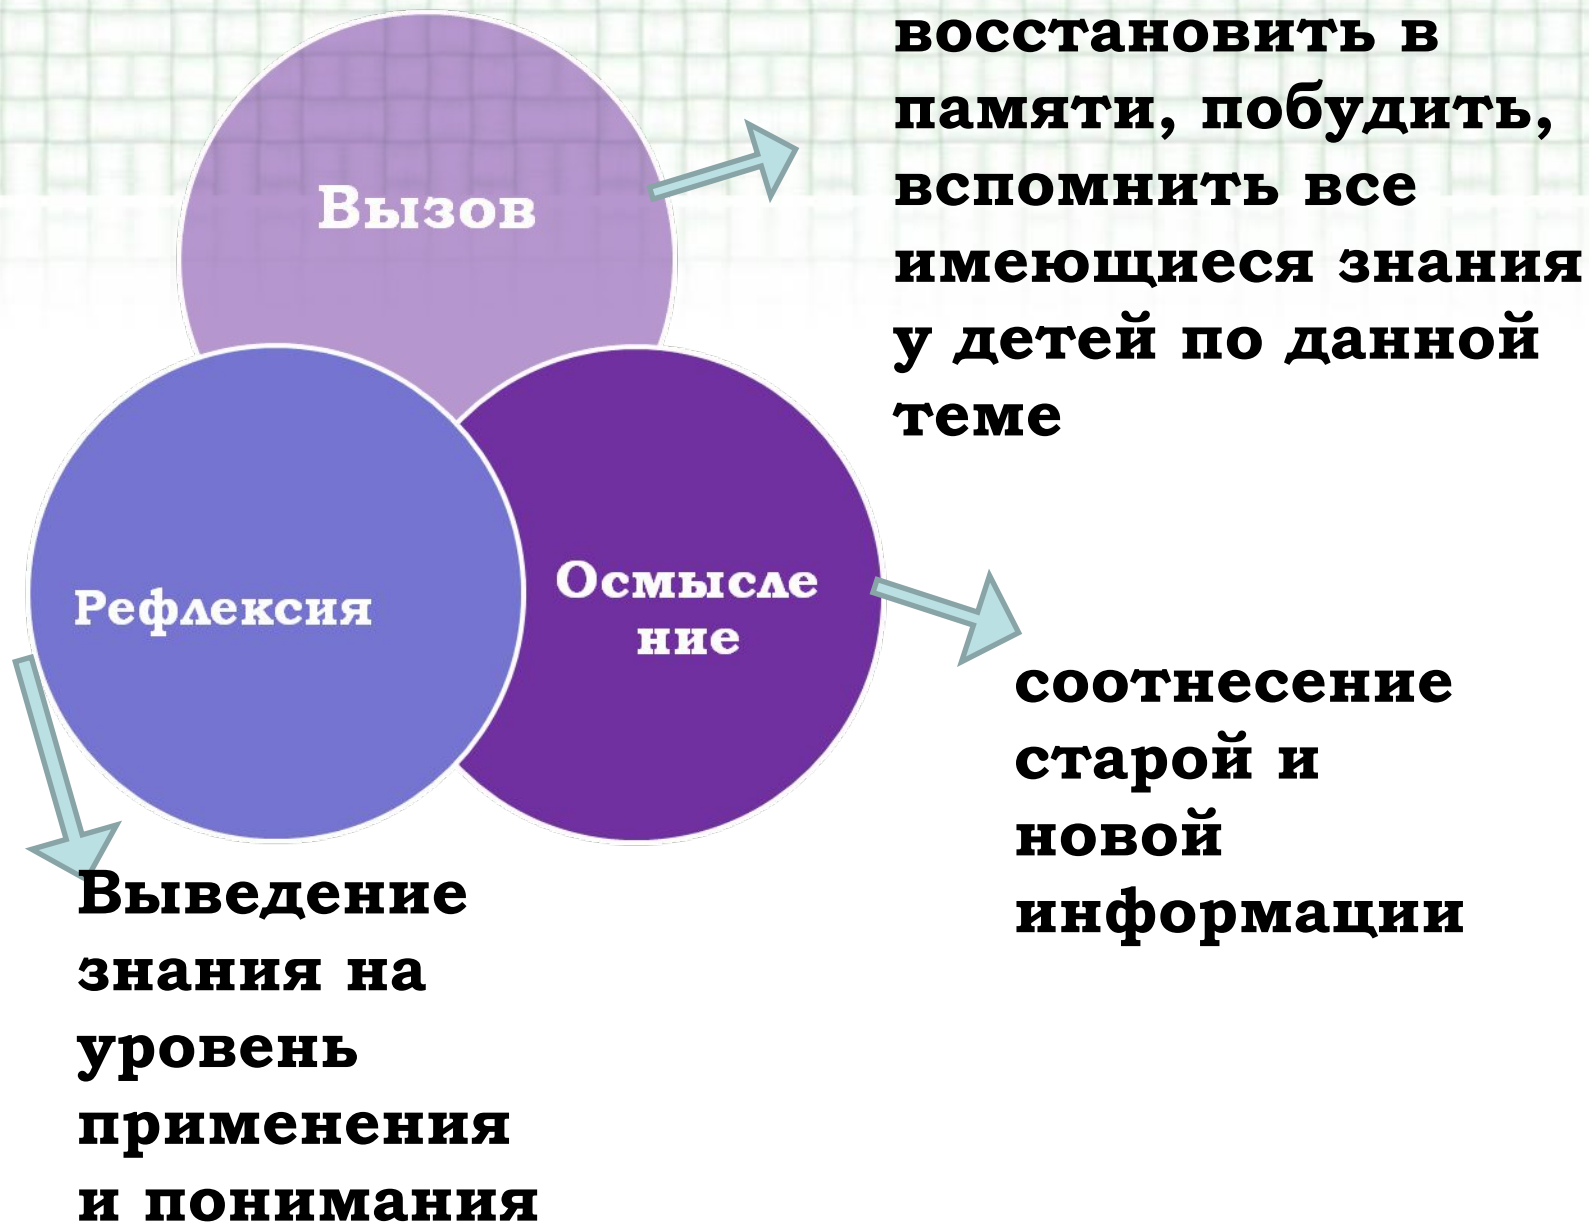 Вызов
восстановить в
памяти, побудить,
вспомнить все
имеющиеся знания
у детей по данной
теме
Осмысле
ние
соотнесение
старой и
новой
информации
Рефлексия
Выведение
знания на
уровень
применения
и понимания